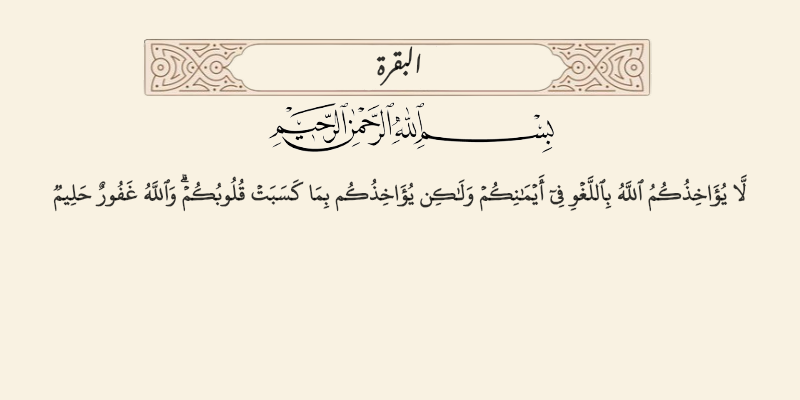 البقرة
بِسْمِ ٱللَّهِ ٱلرَّحْمَٰنِ ٱلرَّحِيمِ
لَّا يُؤَاخِذُكُمُ ٱللَّهُ بِٱللَّغْوِ فِىٓ أَيْمَـٰنِكُمْ وَلَـٰكِن يُؤَاخِذُكُم بِمَا كَسَبَتْ قُلُوبُكُمْ ۗ وَٱللَّهُ غَفُورٌ حَلِيمٌ